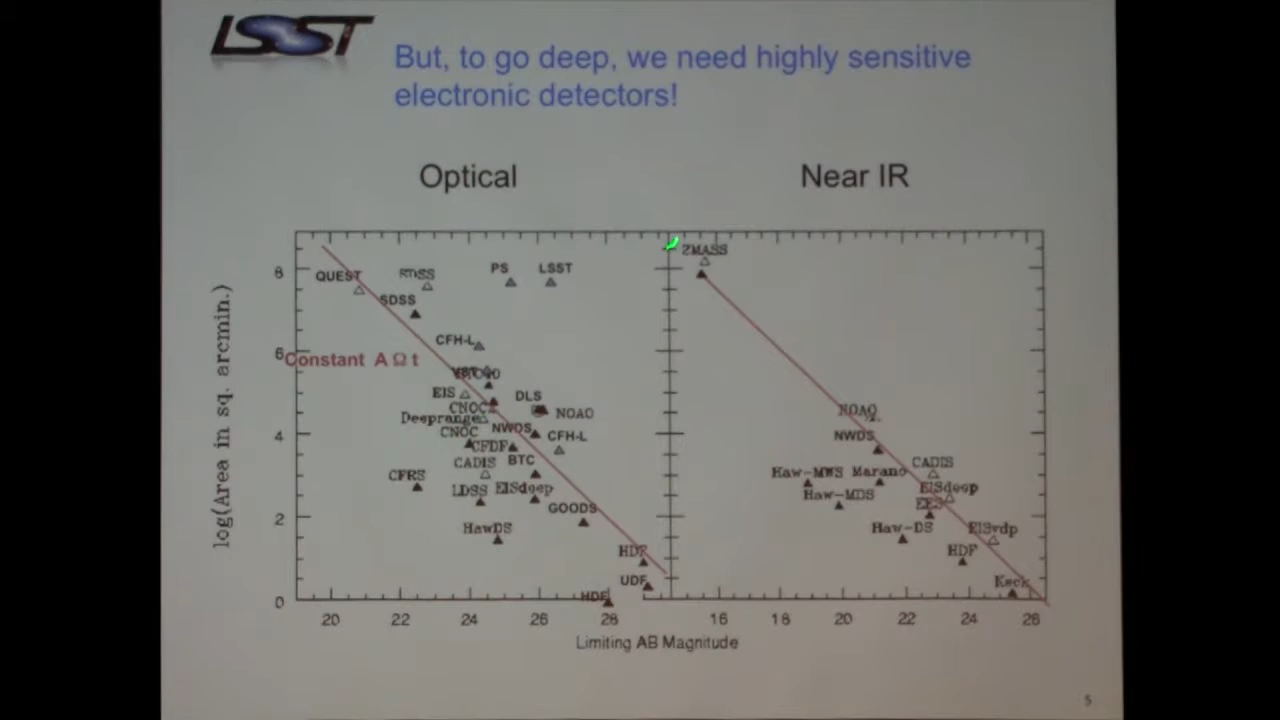 LSST
But, to go deep, we need highly sensitive
electronic detectors!
Optical
Near IR
log(Area in sq. arcmin.)
8
6
4
2
0
QUEST
SDSS
PS
LSST
CFH-L
Constant A Ω t
EIS
DLS
CNOC
NOAO
Deeprange
NWDS
CNOC
CFH-L
CFDF
CADIS
BTC
CFRS
LDSS
EISdeep
GOODS
HawDS
HDF
UDF
HDF
20
22
24
26
28
2MASS
NOAO
NWDS
CADIS
Haw-MWS
Marano
EISdeep
Haw-MDS
EES
Haw-DS
EISvdp
HDF
Keck
16
18
20
22
24
26
Limiting AB Magnitude
5